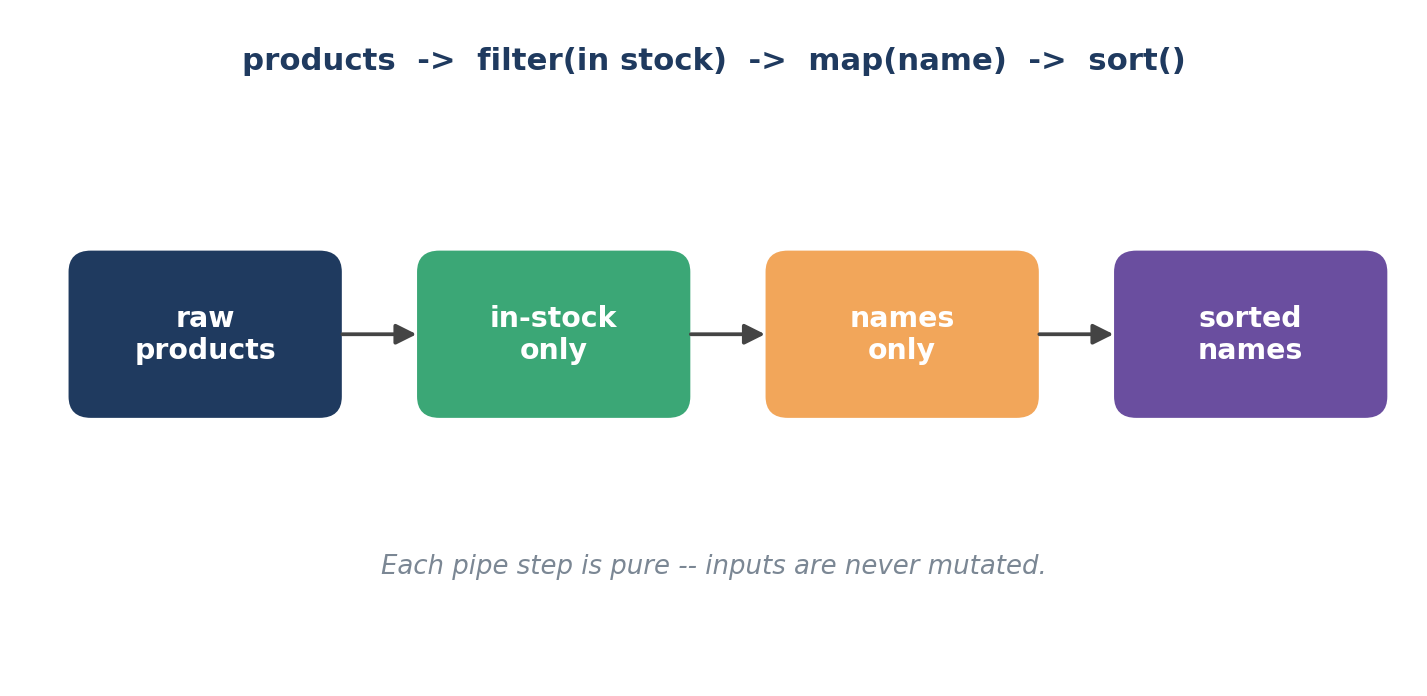 products -> filter(in stock) -> map(name) -> sort()
raw
products
in-stock
only
names
only
sorted
names
Each pipe step is pure -- inputs are never mutated.